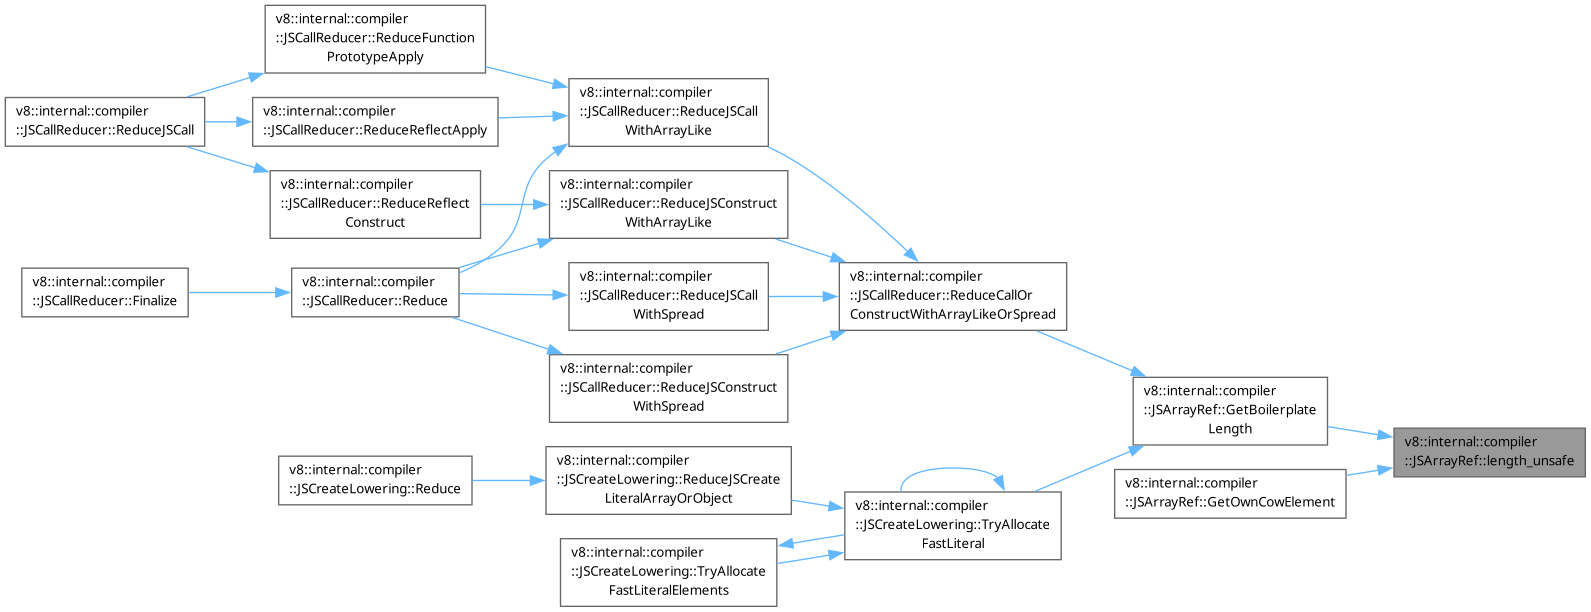 v8::internal::compiler
::JSCallReducer::ReduceFunction
PrototypeApply
v8::internal::compiler
::JSCallReducer::ReduceJSCall
WithArrayLike
v8::internal::compiler
::JSCallReducer::ReduceJSCall
v8::internal::compiler
::JSCallReducer::ReduceReflectApply
v8::internal::compiler
::JSCallReducer::ReduceReflect
Construct
v8::internal::compiler
::JSCallReducer::ReduceJSConstruct
WithArrayLike
v8::internal::compiler
::JSCallReducer::Finalize
v8::internal::compiler
::JSCallReducer::Reduce
v8::internal::compiler
::JSCallReducer::ReduceJSCall
WithSpread
v8::internal::compiler
::JSCallReducer::ReduceCallOr
ConstructWithArrayLikeOrSpread
v8::internal::compiler
::JSCallReducer::ReduceJSConstruct
WithSpread
v8::internal::compiler
::JSArrayRef::GetBoilerplate
Length
v8::internal::compiler
::JSArrayRef::length_unsafe
v8::internal::compiler
::JSCreateLowering::Reduce
v8::internal::compiler
::JSCreateLowering::ReduceJSCreate
LiteralArrayOrObject
v8::internal::compiler
::JSArrayRef::GetOwnCowElement
v8::internal::compiler
::JSCreateLowering::TryAllocate
FastLiteral
v8::internal::compiler
::JSCreateLowering::TryAllocate
FastLiteralElements